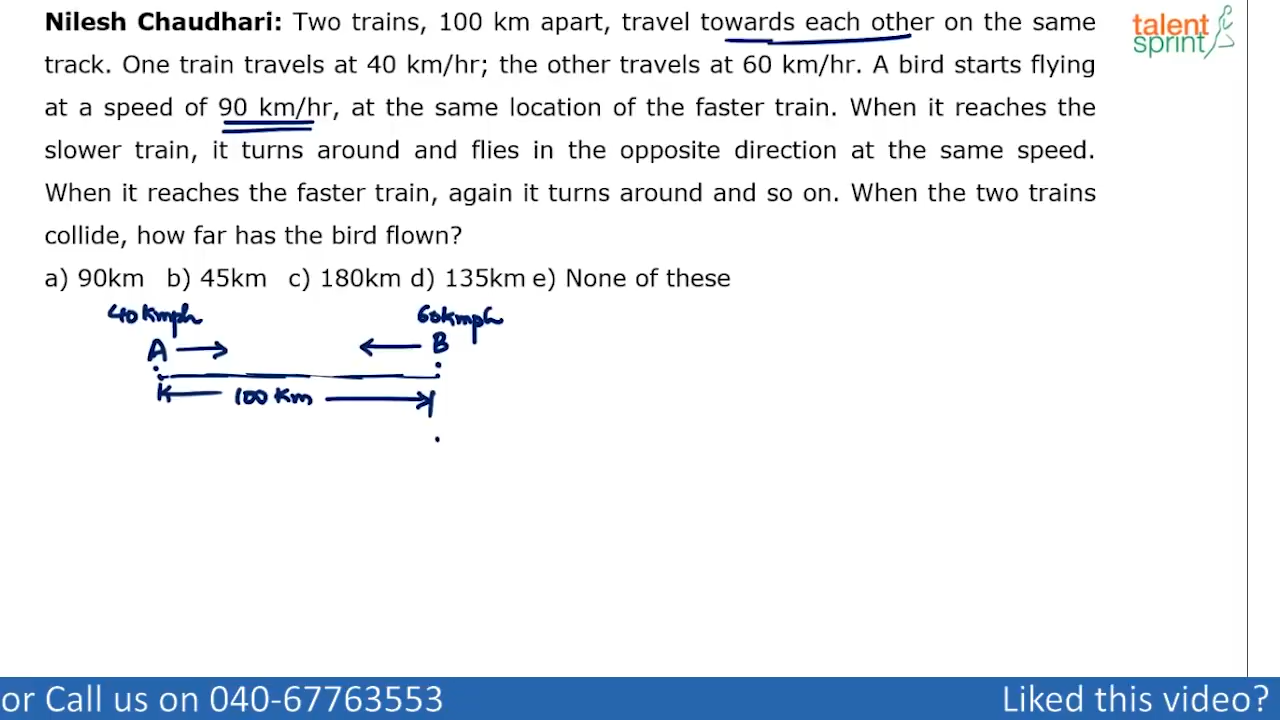 Nilesh Chaudhari: Two trains, 100 km apart, travel towards each other on the same
track. One train travels at 40 km/hr; the other travels at 60 km/hr. A bird starts flying
at a speed of 90 km/hr, at the same location of the faster train. When it reaches the
slower train, it turns around and flies in the opposite direction at the same speed.
When it reaches the faster train, again it turns around and so on. When the two trains
collide, how far has the bird flown?
a) 90km b) 45km c) 180km d) 135km e) None of these
talent
sprint
40 Kmph 60 Kmph
A B
100 Km
or Call us on 040-67763553 Liked this video?